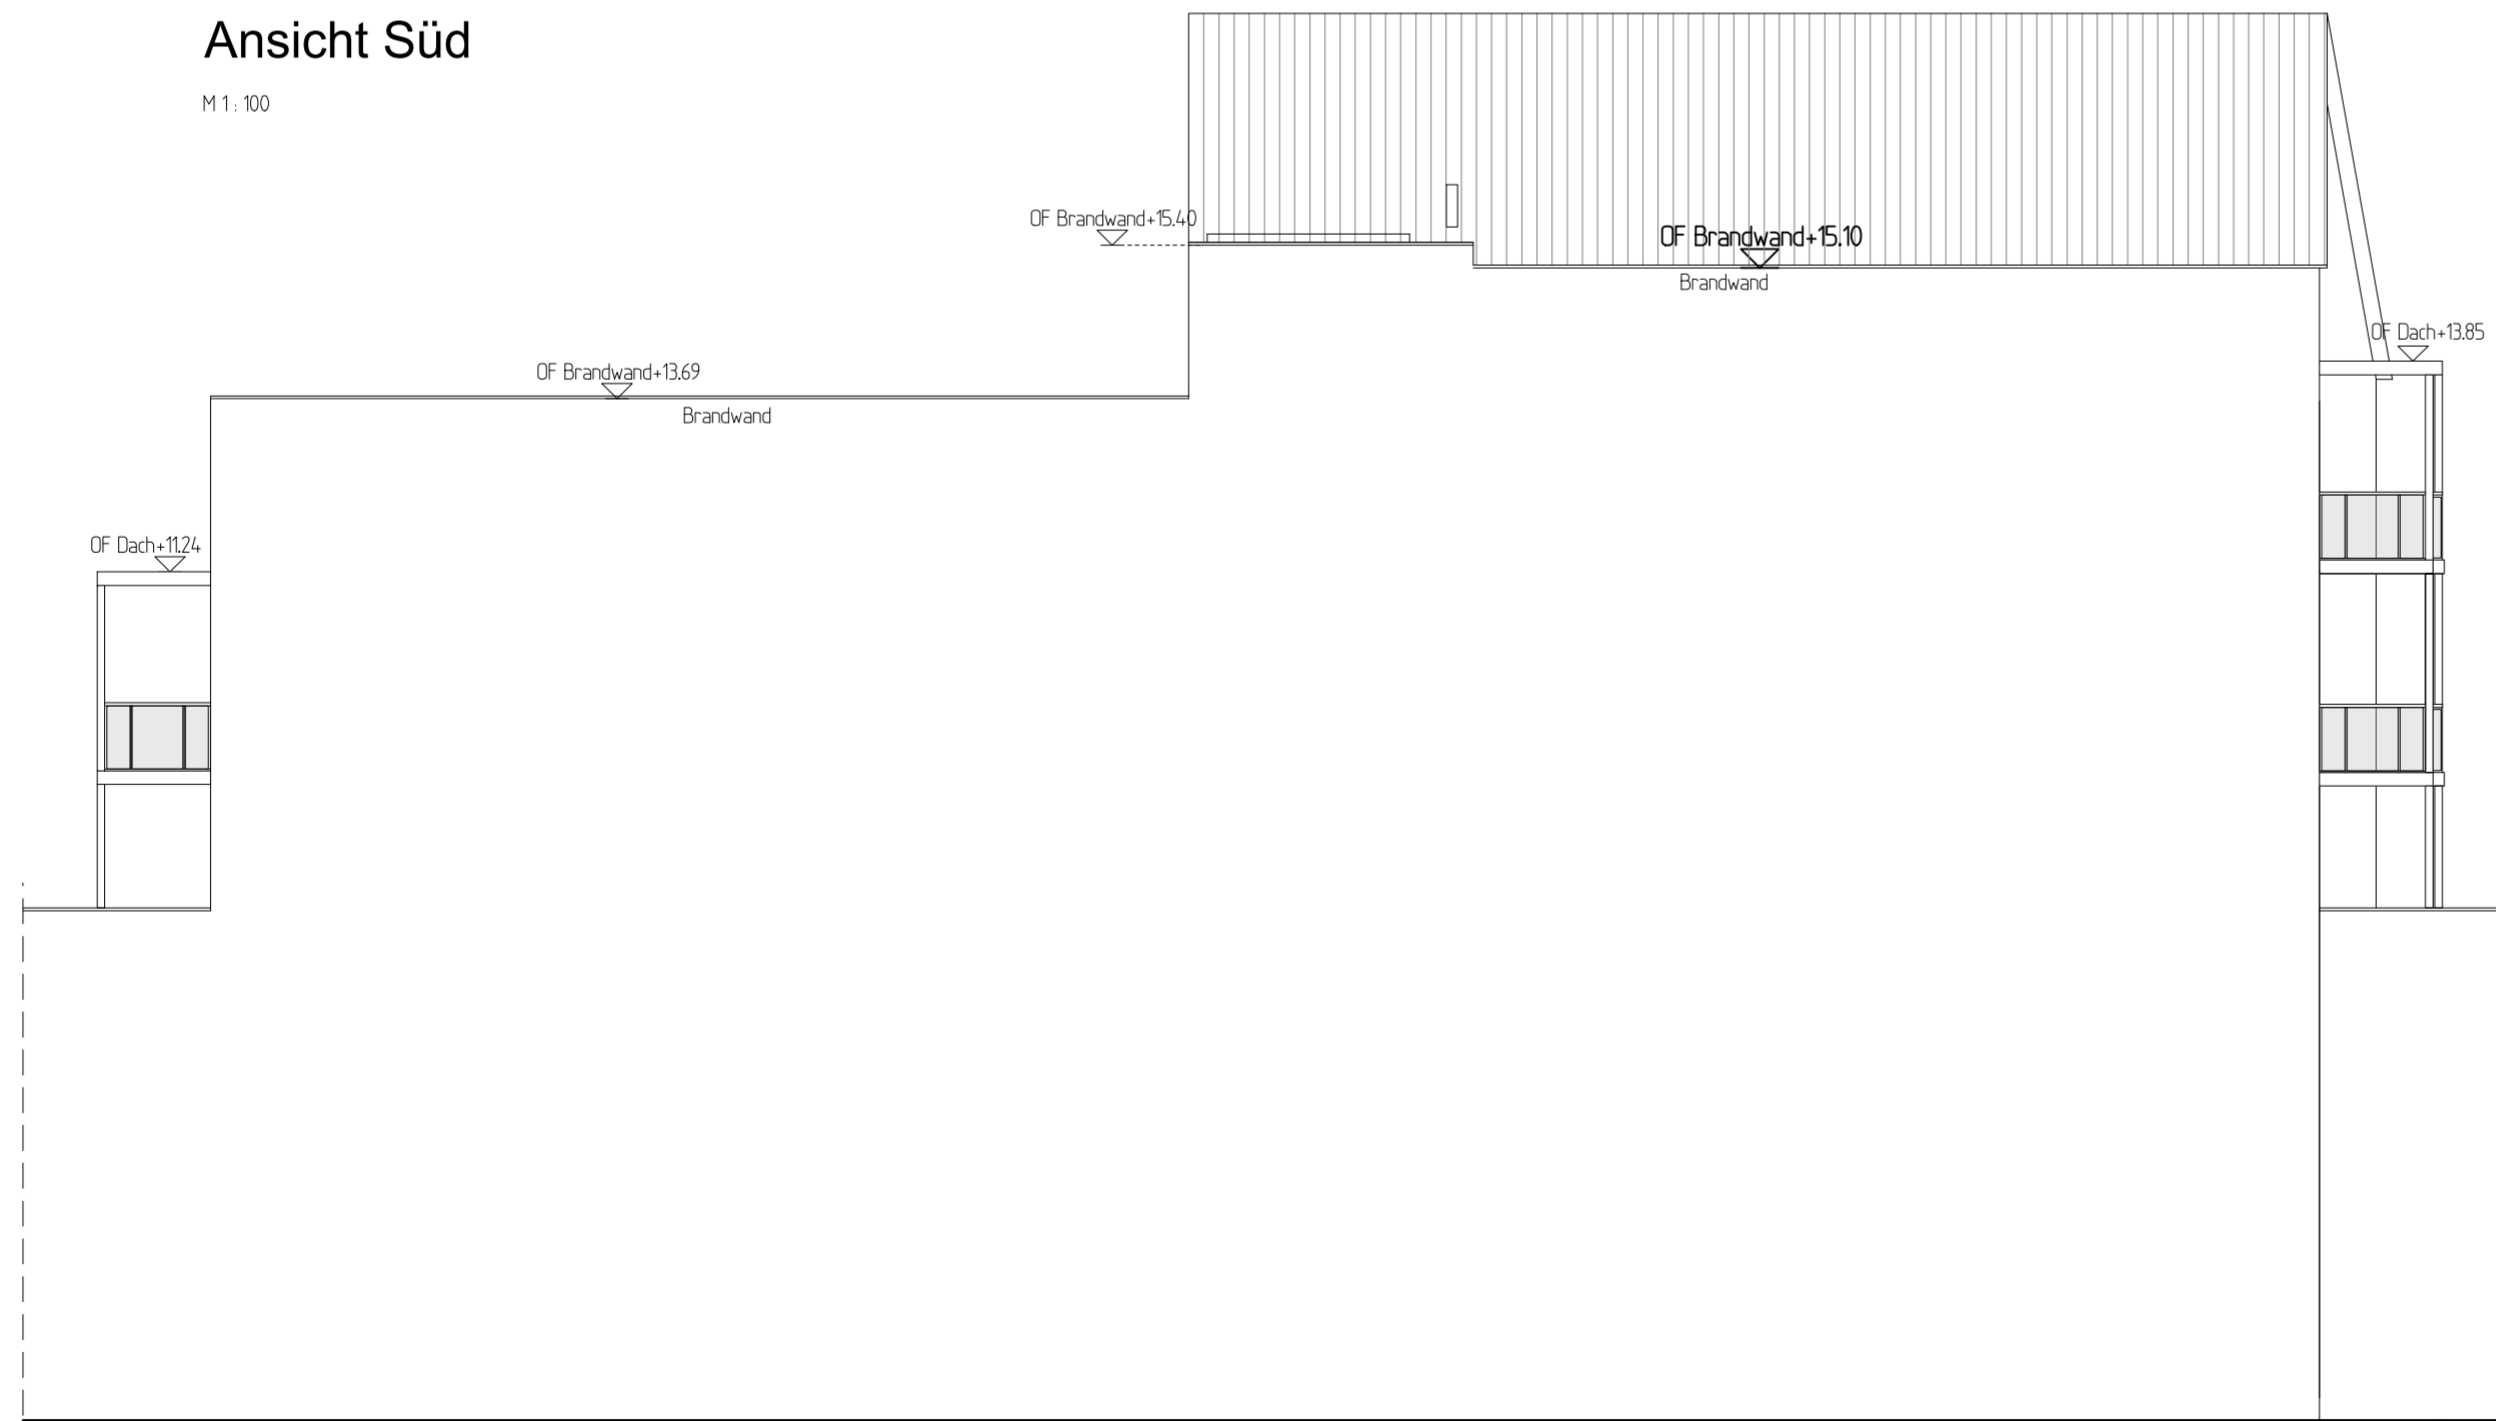 Ansicht Süd
M 1 : 100
OF Brandwand+15.40
OF Brandwand+15.10
Brandwand
OF Dach+13.85
OF Brandwand+13.69
Brandwand
OF Dach+11.24